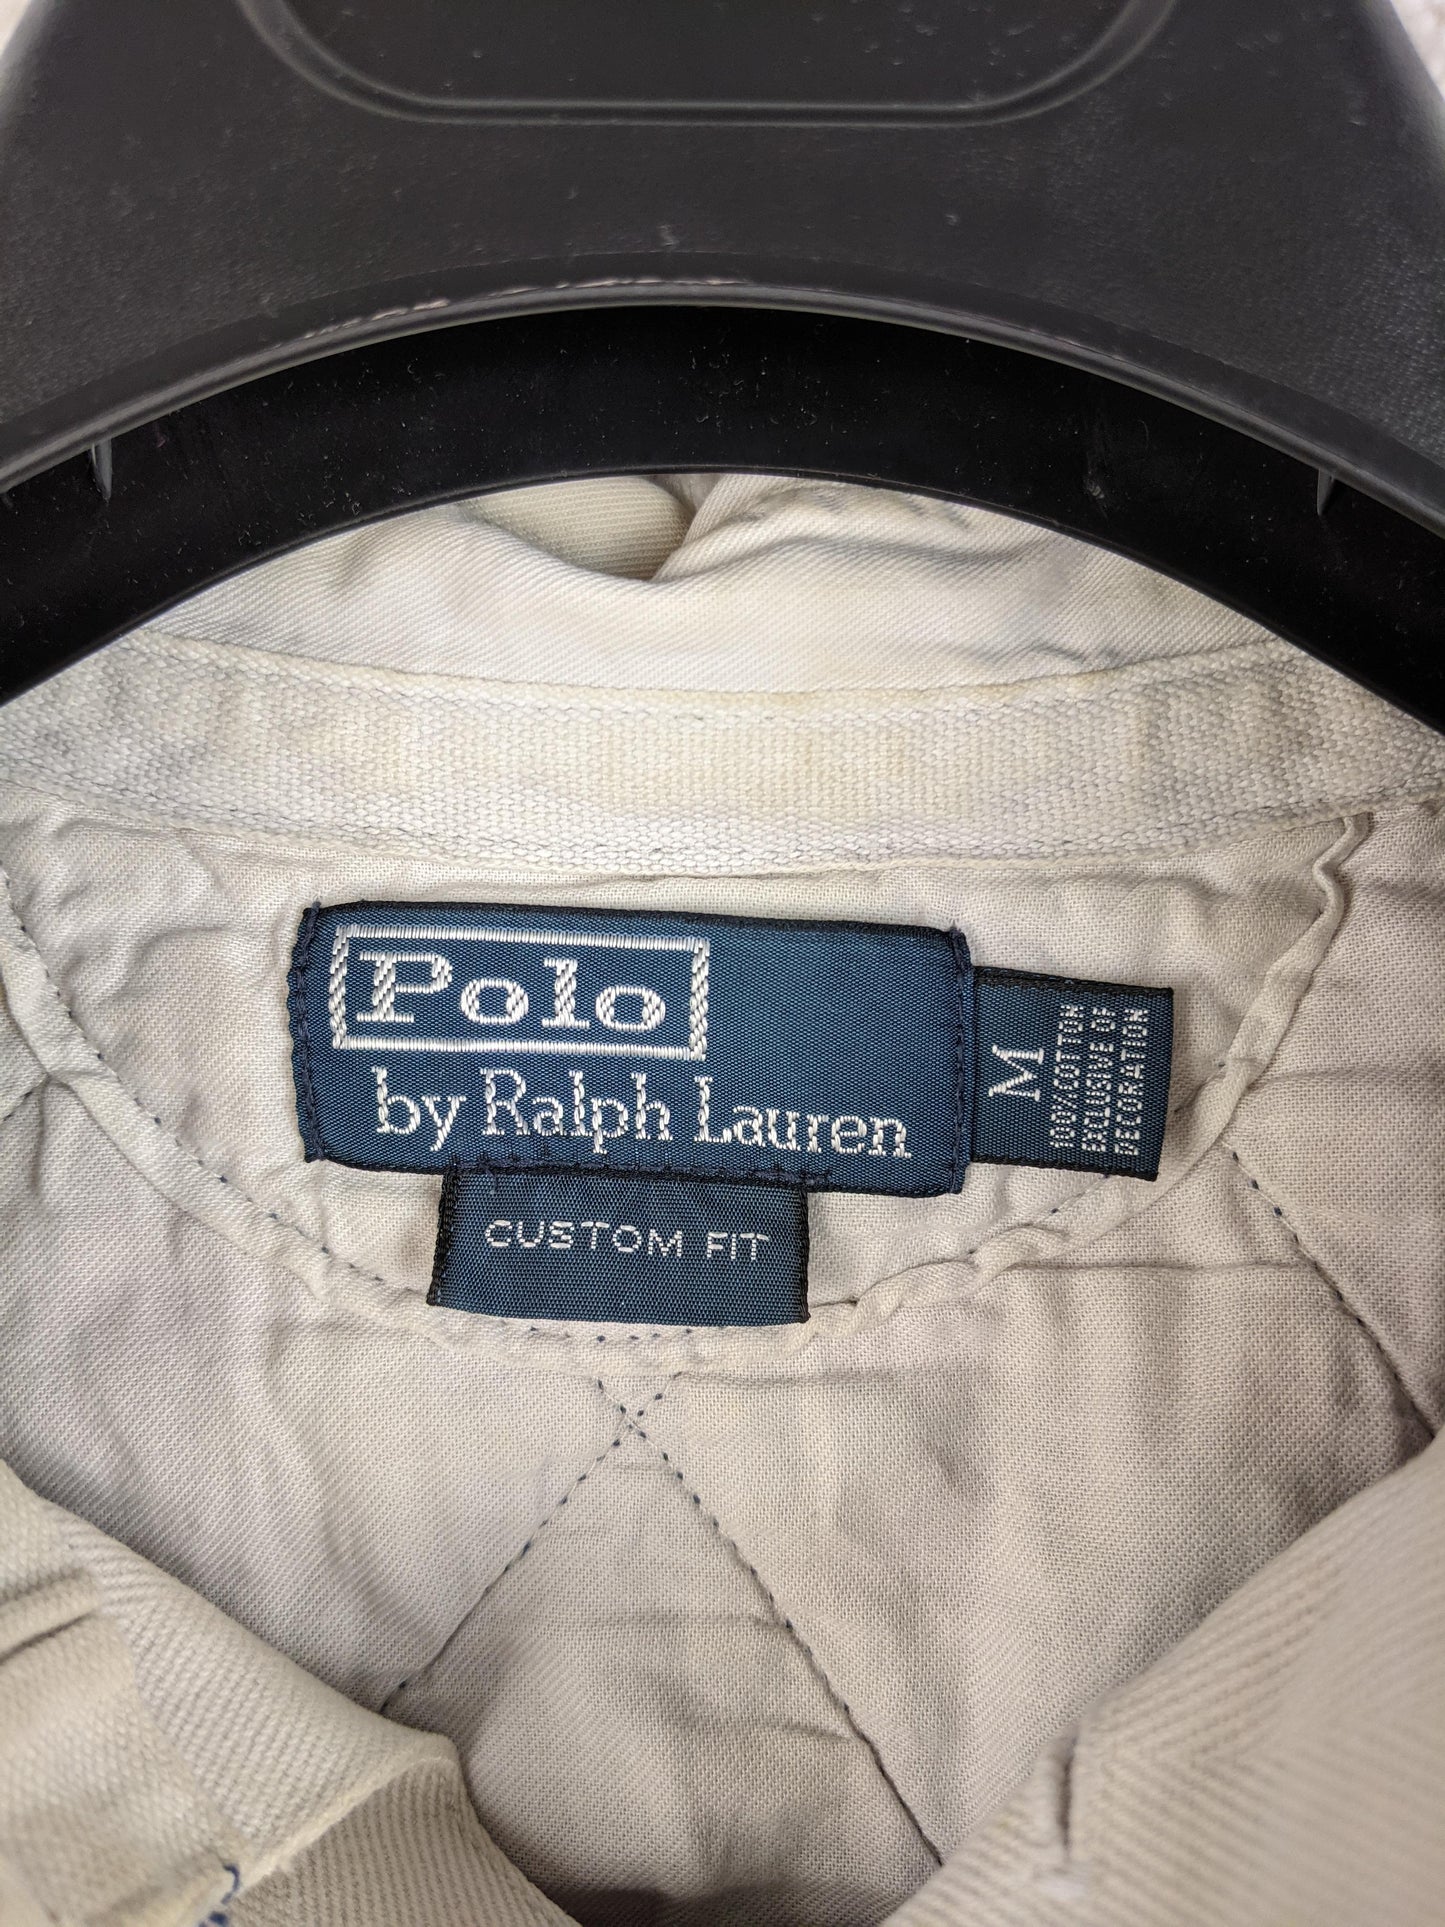 Polo
by Ralph Lauren
M
100% COTTON
EXCLUSIVE OF
DECORATION
CUSTOM FIT